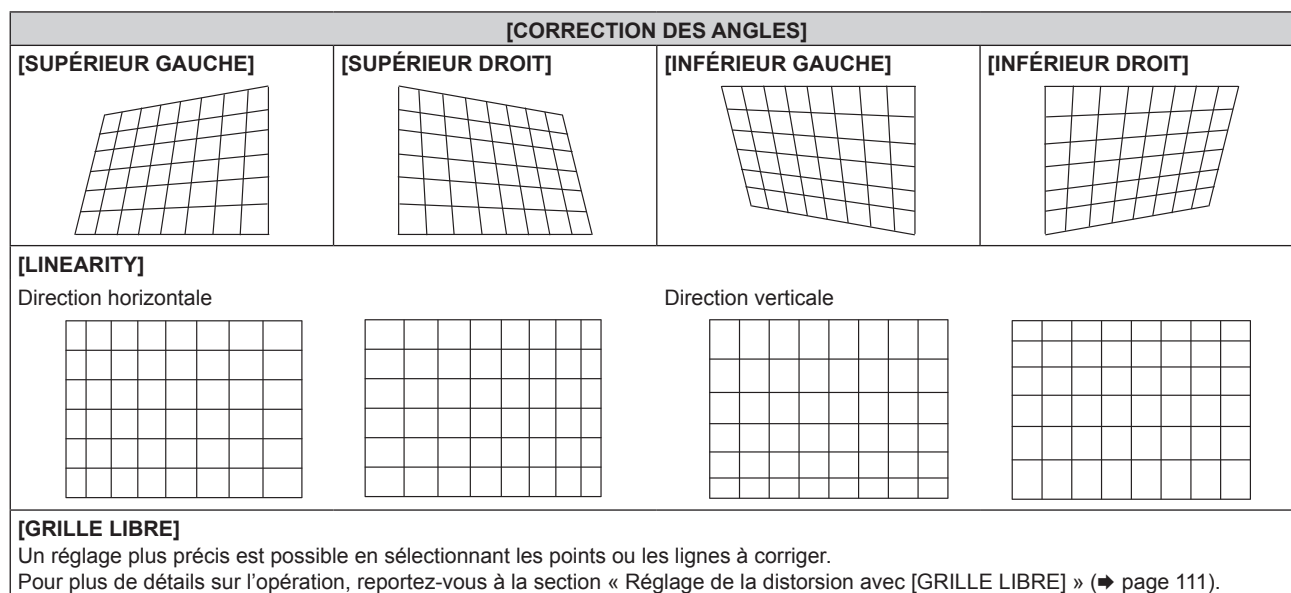 [CORRECTION DES ANGLES]
[SUPÉRIEUR GAUCHE]
[SUPÉRIEUR DROIT]
[INFÉRIEUR GAUCHE]
[INFÉRIEUR DROIT]
[LINEARITY]
Direction horizontale
Direction verticale
[GRILLE LIBRE]
Un réglage plus précis est possible en sélectionnant les points ou les lignes à corriger.
Pour plus de détails sur l’opération, reportez-vous à la section « Réglage de la distorsion avec [GRILLE LIBRE] » (➡ page 111).